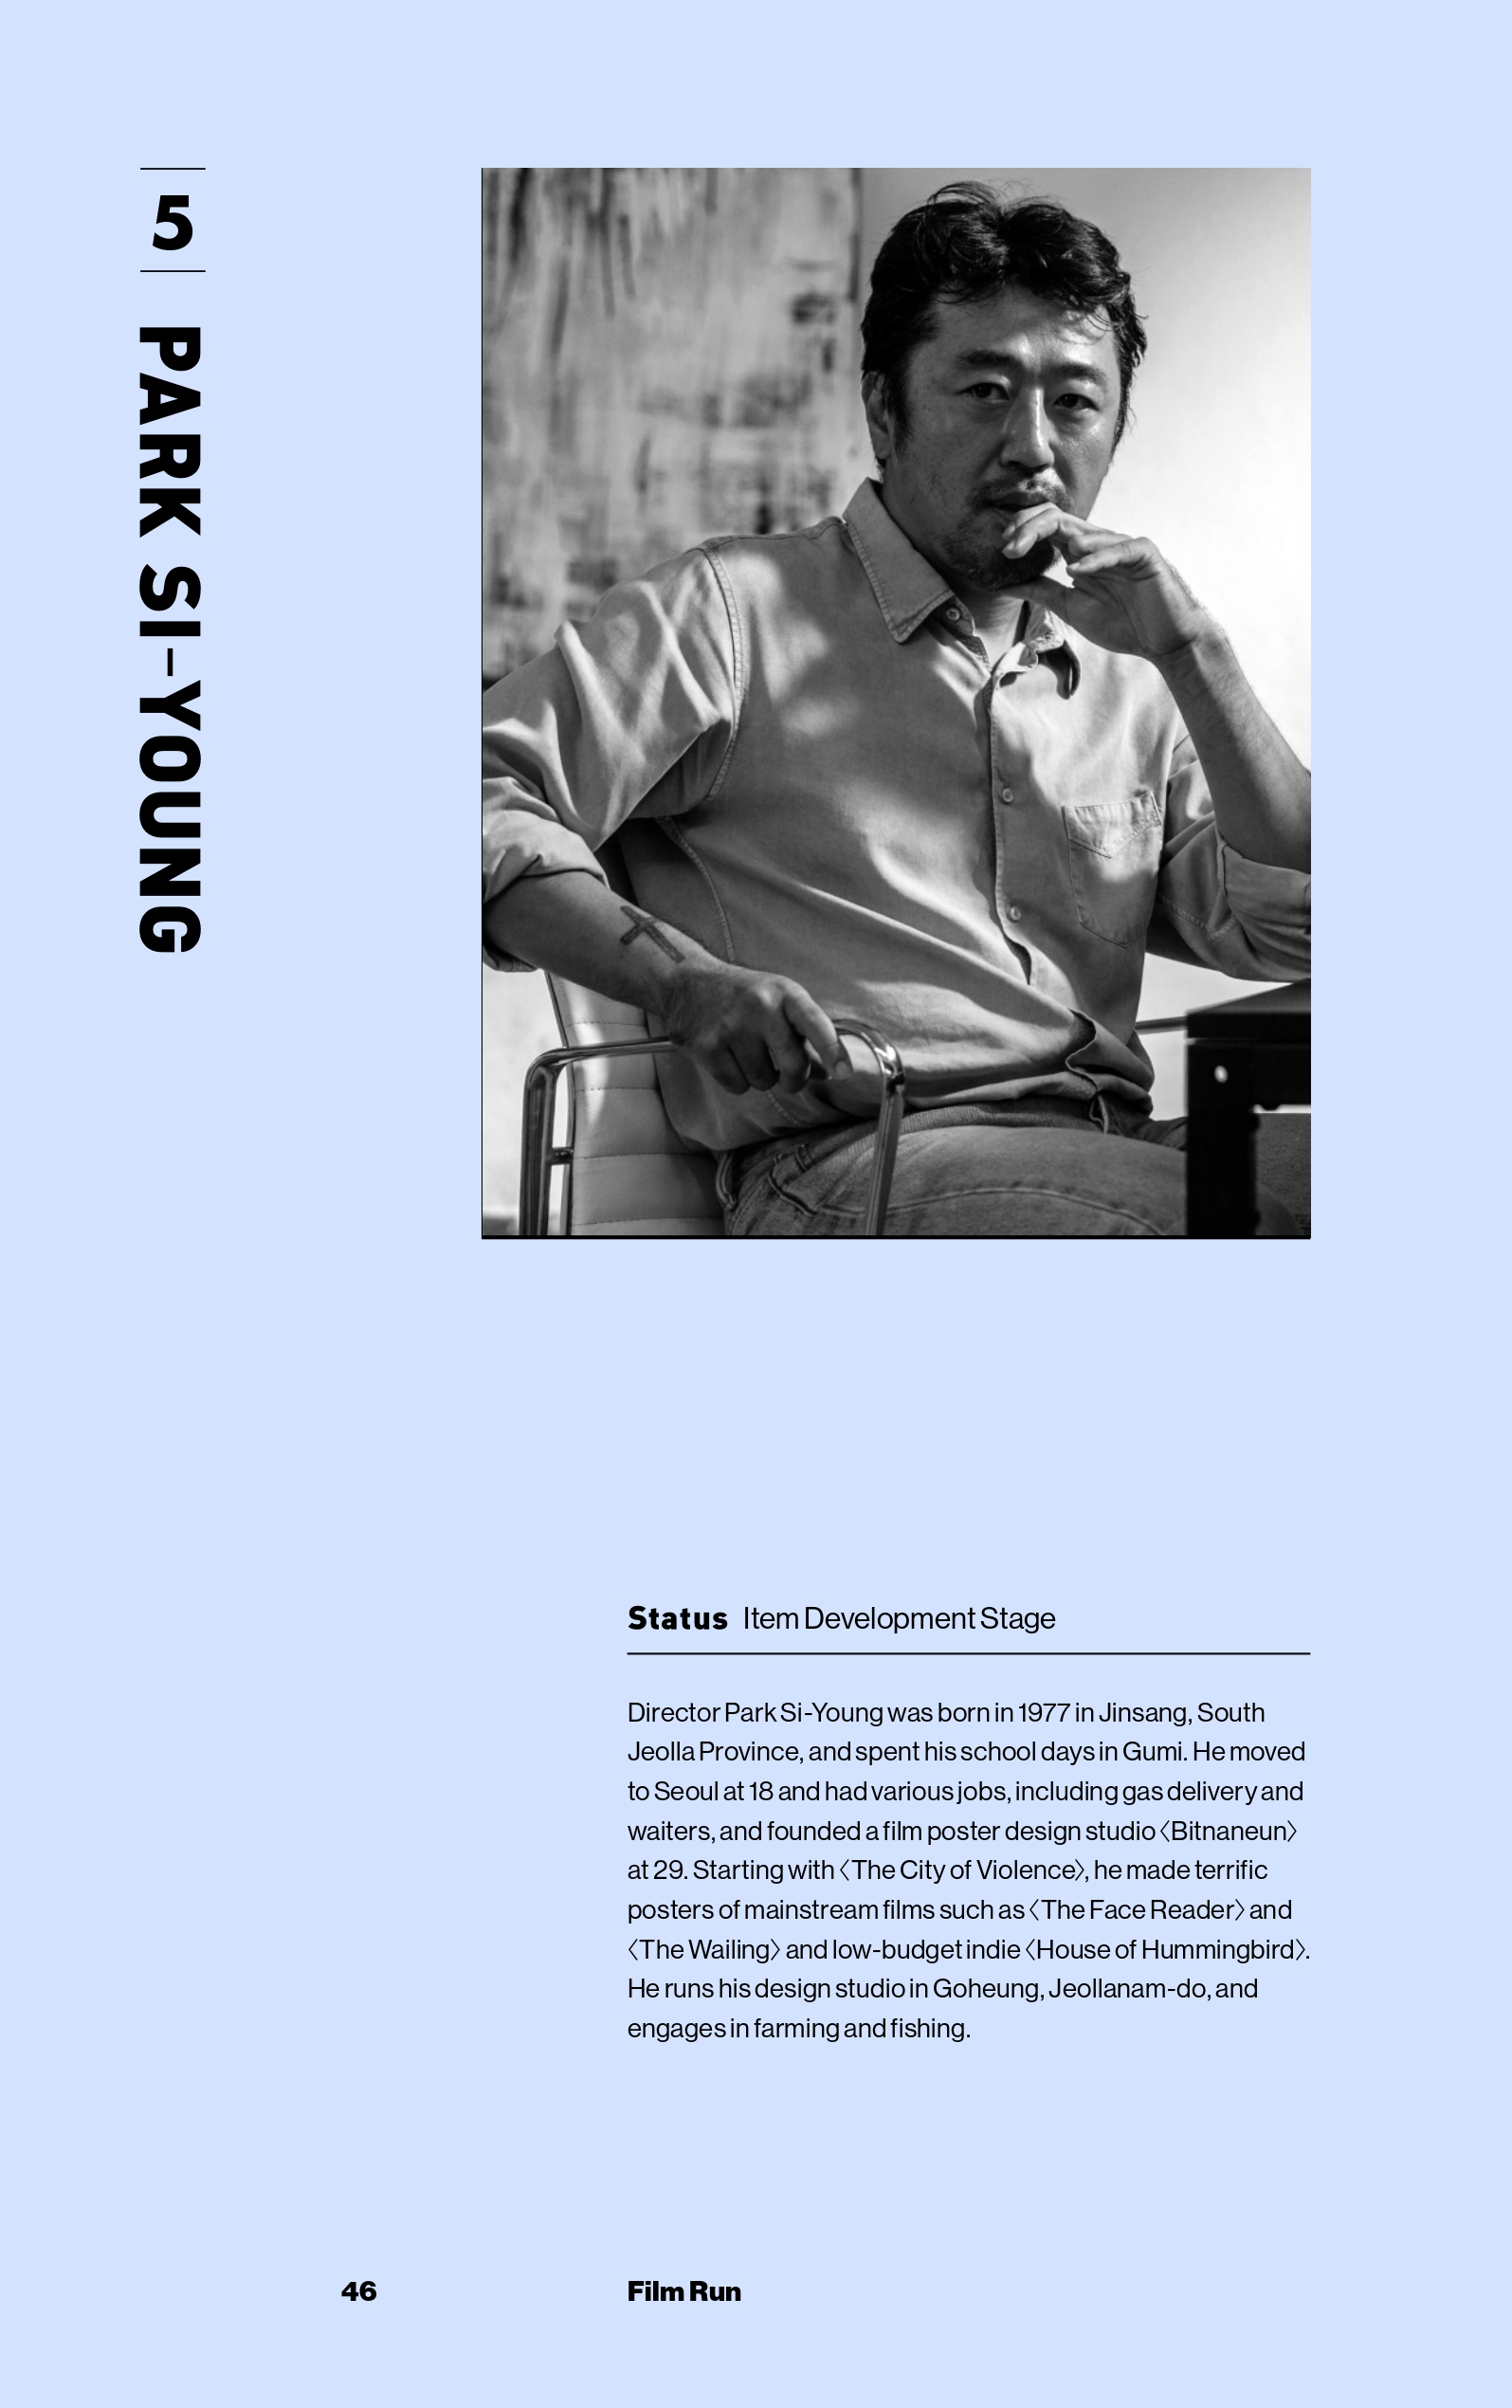 5
PARK SI-YOUNG
Status Item Development Stage
Director Park Si-Young was born in 1977 in Jinsang, South
Jeolla Province, and spent his school days in Gumi. He moved
to Seoul at 18 and had various jobs, including gas delivery and
waiters, and founded a film poster design studio〈Bitnaneun〉
at 29. Starting with〈The City of Violence〉, he made terrific
posters of mainstream films such as〈The Face Reader〉and
〈The Wailing〉and low-budget indie〈House of Hummingbird〉.
He runs his design studio in Goheung, Jeollanam-do, and
engages in farming and fishing.
46
Film Run